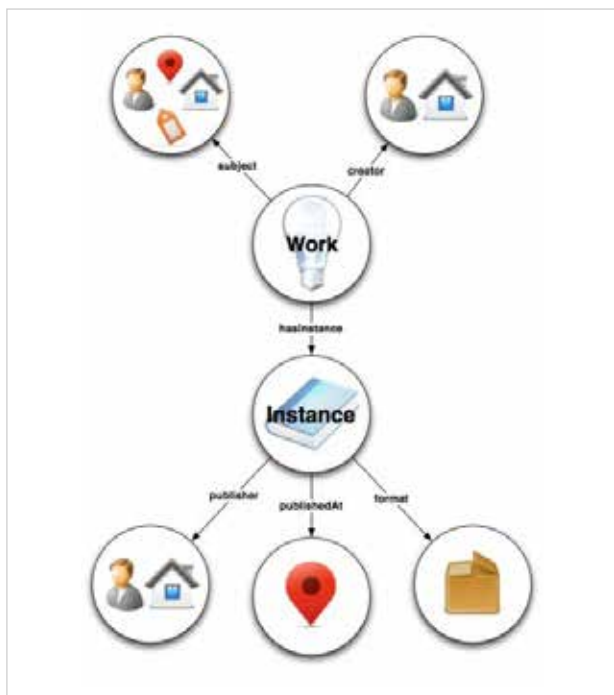 subject
creator
Work
hasInstance
Instance
publisher
publishedAt
format